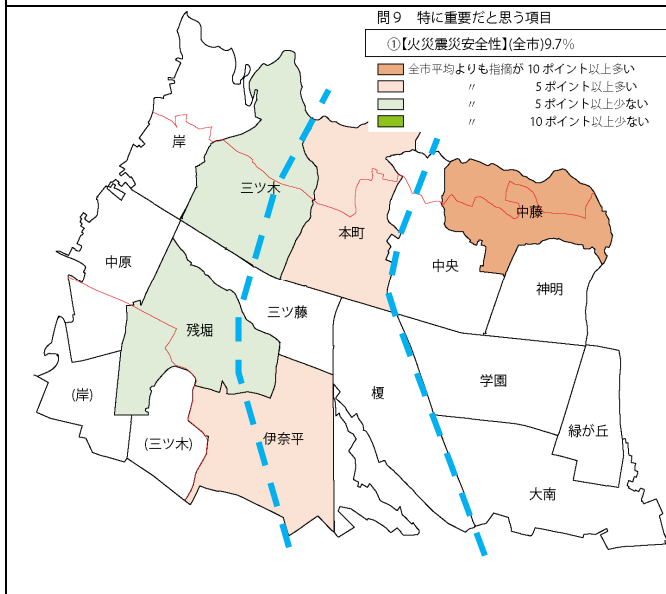 問9 特に重要だと思う項目
①【火災震災安全性】(全市)9.7%
全市平均よりも指摘が 10 ポイント以上多い
〃 5 ポイント以上多い
〃 5 ポイント以上少ない
〃 10 ポイント以上少ない
岸
三ツ木
本町
中藤
中原
中央
神明
三ツ藤
残堀
学園
(岸)
榎
緑が丘
(三ツ木)
伊奈平
大南